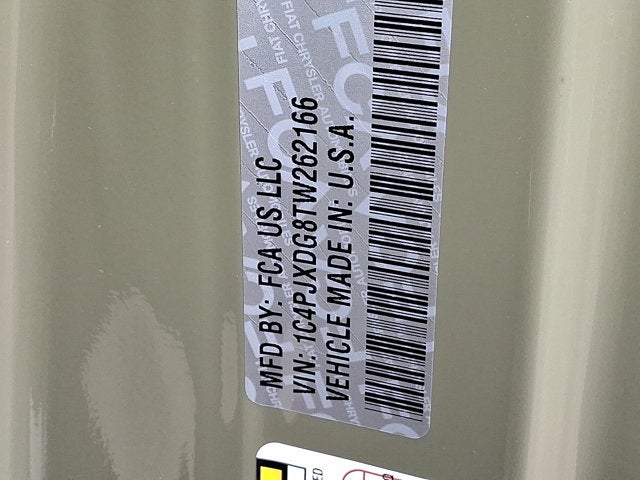 MFD BY: FCA US LLC
VIN: 1C4PJXDG8TW262166
VEHICLE MADE IN: U.S.A.